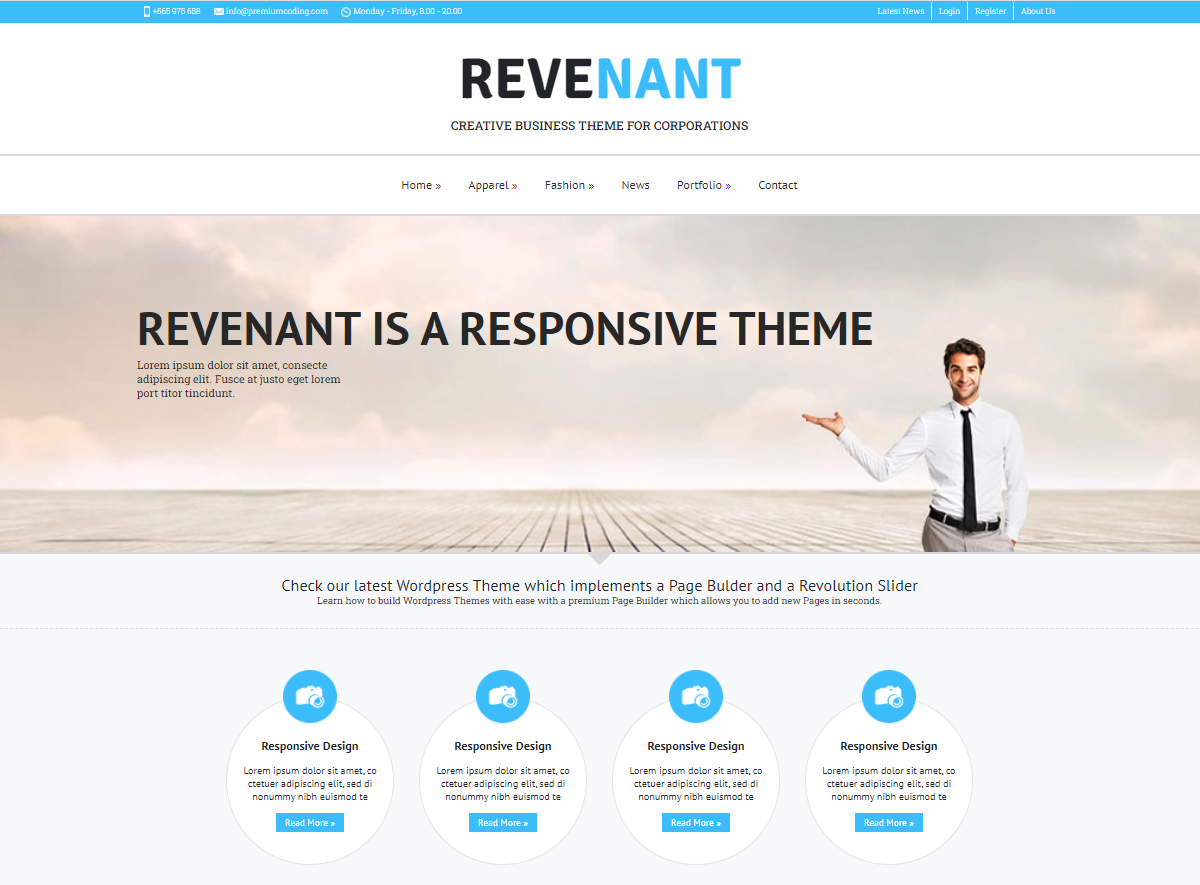 +565 975 658 info@premiumcoding.com Monday - Friday, 8.00 - 20.00 Latest News Login Register About Us
REVENANT
CREATIVE BUSINESS THEME FOR CORPORATIONS
Home » Apparel » Fashion » News Portfolio » Contact
REVENANT IS A RESPONSIVE THEME
Lorem ipsum dolor sit amet, consecte
adipiscing elit. Fusce at justo eget lorem
port titor tincidunt.
Check our latest Wordpress Theme which implements a Page Bulder and a Revolution Slider
Learn how to build Wordpress Themes with ease with a premium Page Builder which allows you to add new Pages in seconds.
Responsive Design
Lorem ipsum dolor sit amet, co
ctetuer adipiscing elit, sed di
nonummy nibh euismod te
Read More »
Responsive Design
Lorem ipsum dolor sit amet, co
ctetuer adipiscing elit, sed di
nonummy nibh euismod te
Read More »
Responsive Design
Lorem ipsum dolor sit amet, co
ctetuer adipiscing elit, sed di
nonummy nibh euismod te
Read More »
Responsive Design
Lorem ipsum dolor sit amet, co
ctetuer adipiscing elit, sed di
nonummy nibh euismod te
Read More »